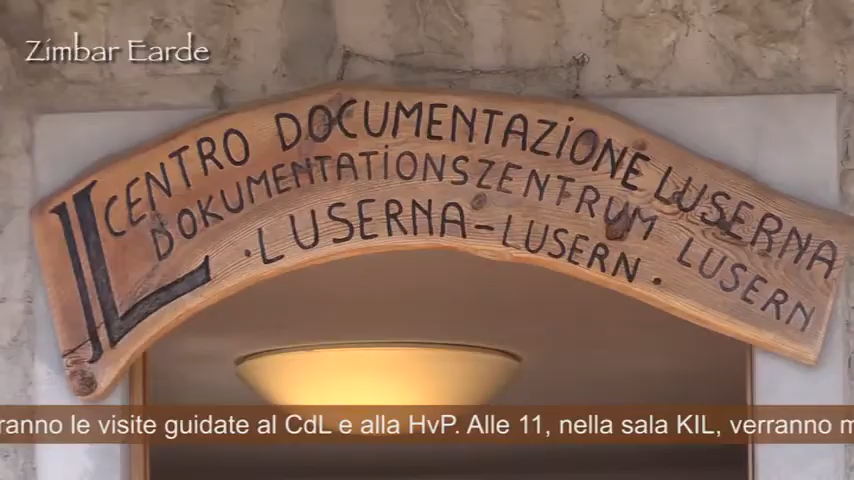 Zimbar Earde
CENTRO DOCUMENTAZIONE LUSERNA
DOKUMENTATIONSZENTRUM LUSERN
L
·LUSERNA-LUSERN.
ranno le visite guidate al CdL e alla HvP. Alle 11, nella sala KIL, verranno m